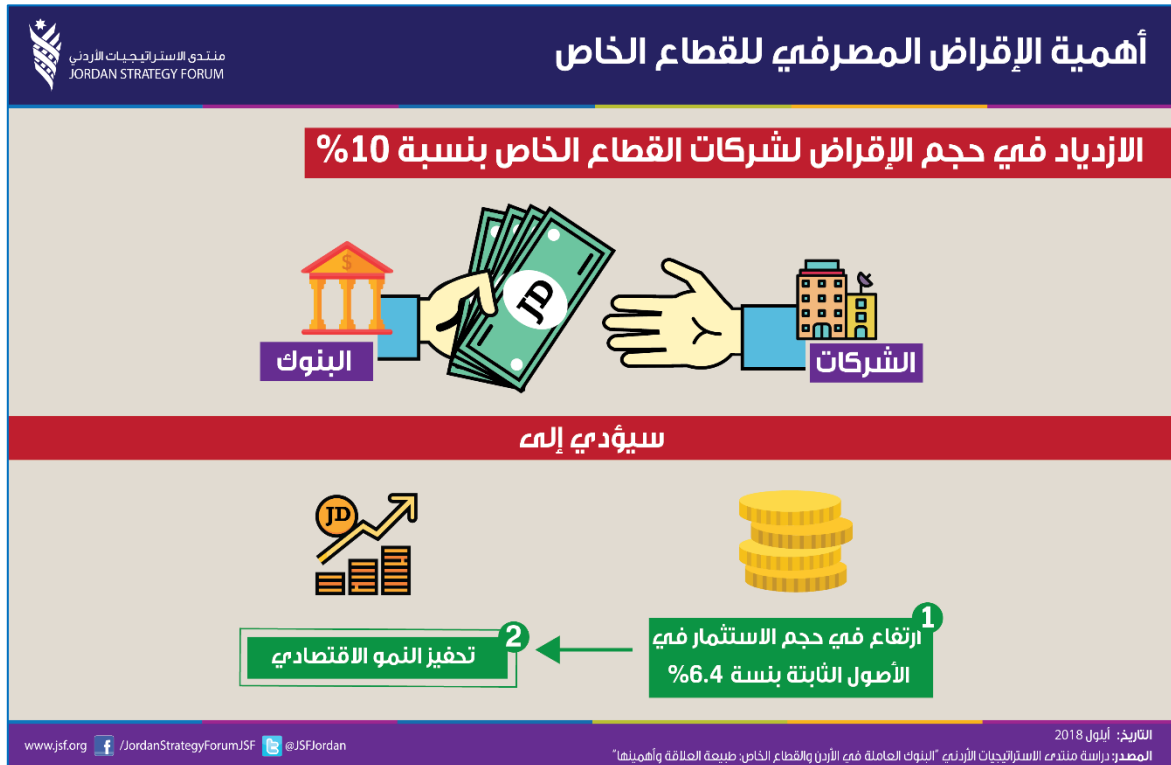 أهمية الإقراض المصرفي للقطاع الخاص
منتدى الاستراتيجيات الأردني
JORDAN STRATEGY FORUM
الازدياد في حجم الإقراض لشركات القطاع الخاص بنسبة 10%
$
JD
البنوك
الشركات
سيؤدي إلى
JD
1
ارتفاع في حجم الاستثمار في
الأصول الثابتة بنسة 6.4%
2
تحفيز النمو الاقتصادي
التاريخ: أيلول 2018
المصدر: دراسة منتدى الاستراتيجيات الأردني "البنوك العاملة في الأردن والقطاع الخاص: طبيعة العلاقة وأهمينها"
www.jsf.org f /JordanStrategyForumJSF @JSFJordan